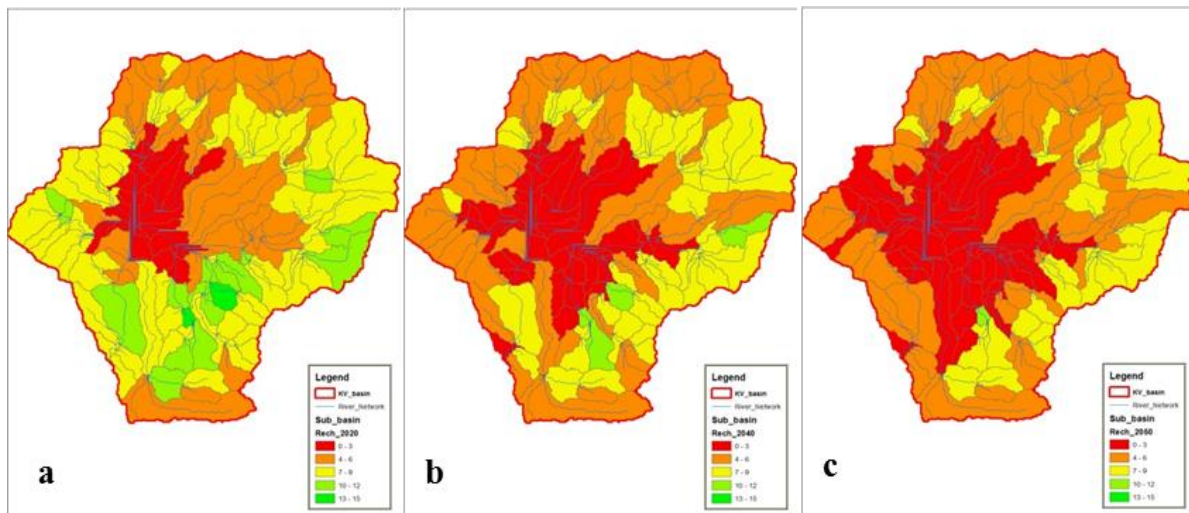 Legend
KV_basin
River_Network
Sub_basin
Rech_2020
0 - 3
4 - 6
7 - 9
10 - 12
13 - 15
a
Legend
KV_basin
River_Network
Sub_basin
Rech_2040
0 - 3
4 - 6
7 - 9
10 - 12
13 - 15
b
Legend
KV_basin
River_Network
Sub_basin
Rech_2050
0 - 3
4 - 6
7 - 9
10 - 12
13 - 15
c